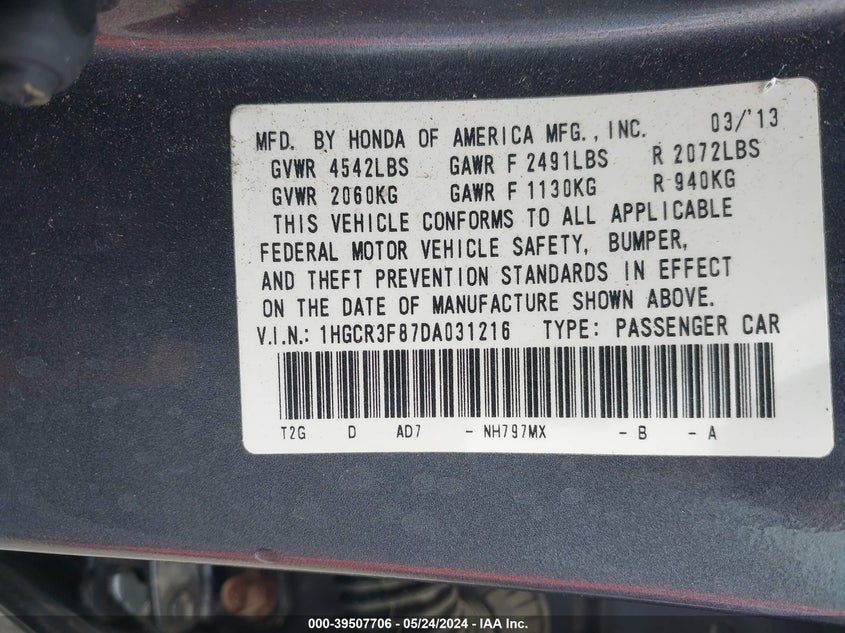 MFD. BY HONDA OF AMERICA MFG., INC. 03/'13
GVWR 4542LBS GAWR F 2491LBS R 2072LBS
GVWR 2060KG GAWR F 1130KG R 940KG
THIS VEHICLE CONFORMS TO ALL APPLICABLE
FEDERAL MOTOR VEHICLE SAFETY, BUMPER,
AND THEFT PREVENTION STANDARDS IN EFFECT
ON THE DATE OF MANUFACTURE SHOWN ABOVE.
V.I.N.: 1HGCR3F87DA031216 TYPE: PASSENGER CAR
T2G D AD7 - NH797MX - B - A
000-39507706 - 05/24/2024 - IAA Inc.